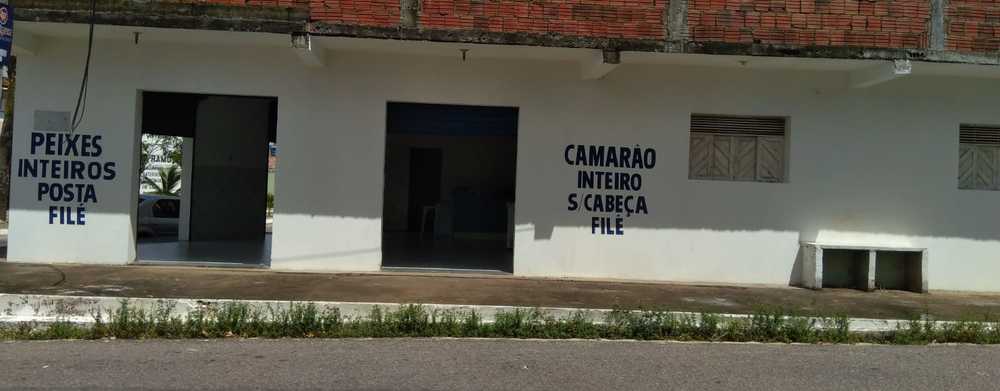 PEIXES
INTEIROS
POSTA
FILÉ
CAMARÃO
INTEIRO
S/CABEÇA
FILÉ